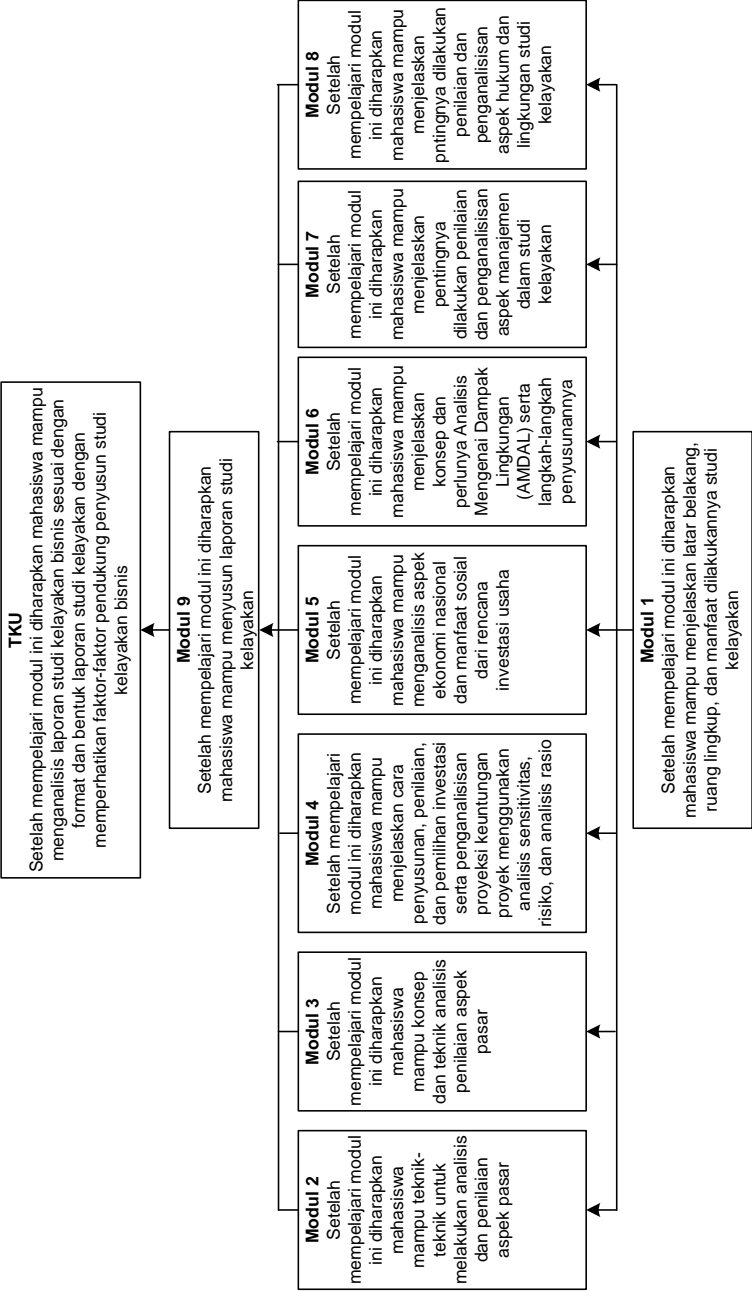 TKU
Setelah mempelajari modul ini diharapkan mahasiswa mampu
menganalisis laporan studi kelayakan bisnis sesuai dengan
format dan bentuk laporan studi kelayakan dengan
memperhatikan faktor-faktor pendukung penyusun studi
kelayakan bisnis
Modul 9
Setelah mempelajari modul ini diharapkan
mahasiswa mampu menyusun laporan studi
kelayakan
Modul 2
Setelah
mempelajari modul
ini diharapkan
mahasiswa
mampu teknik-
teknik untuk
melakukan analisis
dan penilaian
aspek pasar
Modul 3
Setelah
mempelajari modul
ini diharapkan
mahasiswa
mampu konsep
dan teknik analisis
penilaian aspek
pasar
Modul 4
Setelah mempelajari
modul ini diharapkan
mahasiswa mampu
menjelaskan cara
penyusunan, penilaian,
dan pemilihan investasi
serta penganalisisan
proyeksi keuntungan
proyek menggunakan
analisis sensitivitas,
risiko, dan analisis rasio
Modul 5
Setelah
mempelajari modul
ini diharapkan
mahasiswa mampu
menganalisis aspek
ekonomi nasional
dan manfaat sosial
dari rencana
investasi usaha
Modul 6
Setelah
mempelajari modul
ini diharapkan
mahasiswa mampu
menjelaskan
konsep dan
perlunya Analisis
Mengenai Dampak
Lingkungan
(AMDAL) serta
langkah-langkah
penyusunannya
Modul 7
Setelah
mempelajari modul
ini diharapkan
mahasiswa mampu
menjelaskan
pentingnya
dilakukan penilaian
dan penganalisisan
aspek manajemen
dalam studi
kelayakan
Modul 8
Setelah
mempelajari modul
ini diharapkan
mahasiswa mampu
menjelaskan
pntingnya dilakukan
penilaian dan
penganalisisan
aspek hukum dan
lingkungan studi
kelayakan
Modul 1
Setelah mempelajari modul ini diharapkan
mahasiswa mampu menjelaskan latar belakang,
ruang lingkup, dan manfaat dilakukannya studi
kelayakan